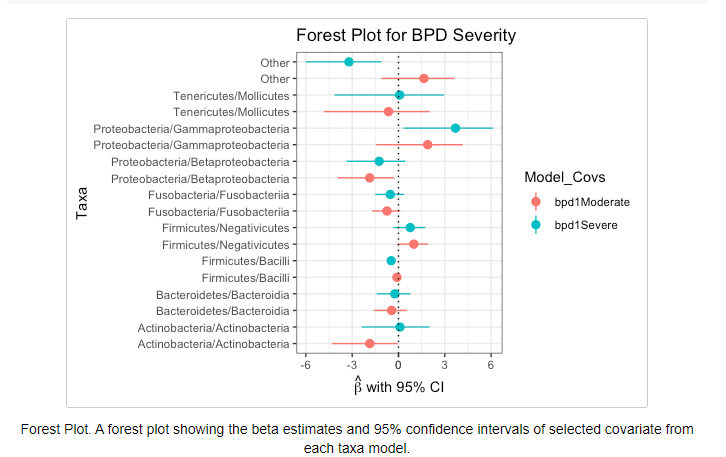 Forest Plot for BPD Severity
Taxa
Other
Other
Tenericutes/Mollicutes
Tenericutes/Mollicutes
Proteobacteria/Gammaproteobacteria
Proteobacteria/Gammaproteobacteria
Proteobacteria/Betaproteobacteria
Proteobacteria/Betaproteobacteria
Fusobacteria/Fusobacteriia
Fusobacteria/Fusobacteriia
Firmicutes/Negativicutes
Firmicutes/Negativicutes
Firmicutes/Bacilli
Firmicutes/Bacilli
Bacteroidetes/Bacteroidia
Bacteroidetes/Bacteroidia
Actinobacteria/Actinobacteria
Actinobacteria/Actinobacteria
-6 -3 0 3 6
β̂ with 95% CI
Model_Covs
bpd1Moderate
bpd1Severe
Forest Plot. A forest plot showing the beta estimates and 95% confidence intervals of selected covariate from
each taxa model.